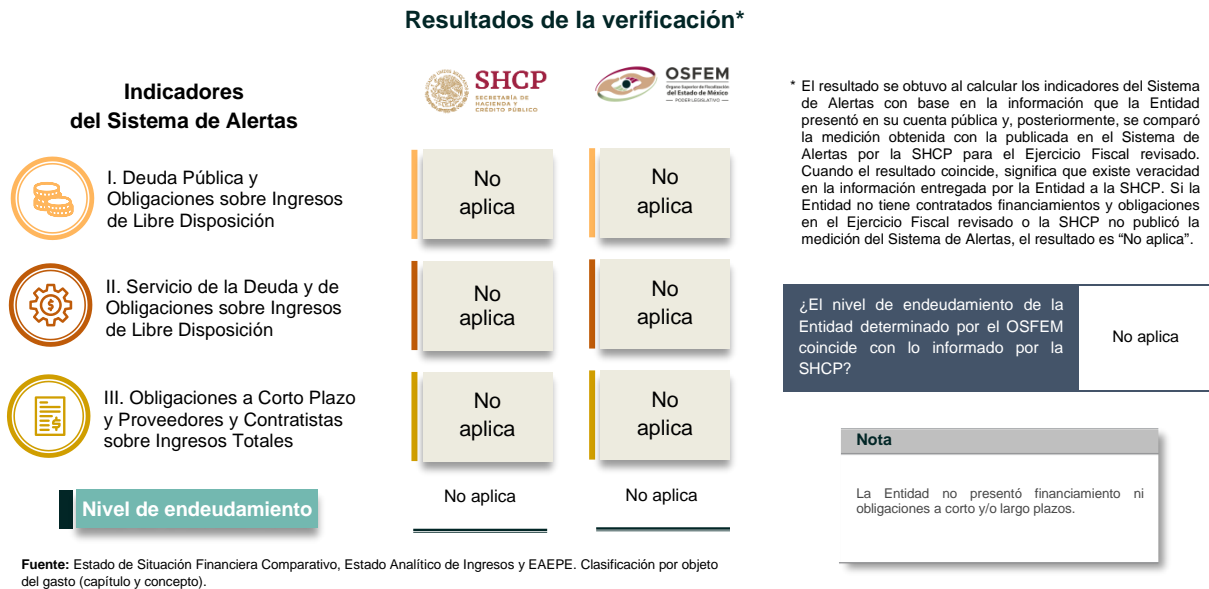 Resultados de la verificación*
Indicadores
del Sistema de Alertas
SHCP
SECRETARÍA DE
HACIENDA Y
CRÉDITO PÚBLICO
OSFEM
Órgano Superior de Fiscalización
del Estado de México
PODER LEGISLATIVO
I. Deuda Pública y
Obligaciones sobre Ingresos
de Libre Disposición
No
aplica
No
aplica
II. Servicio de la Deuda y de
Obligaciones sobre Ingresos
de Libre Disposición
No
aplica
No
aplica
III. Obligaciones a Corto Plazo
y Proveedores y Contratistas
sobre Ingresos Totales
No
aplica
No
aplica
Nivel de endeudamiento
No aplica
No aplica
* El resultado se obtuvo al calcular los indicadores del Sistema
de Alertas con base en la información que la Entidad
presentó en su cuenta pública y, posteriormente, se comparó
la medición obtenida con la publicada en el Sistema de
Alertas por la SHCP para el Ejercicio Fiscal revisado.
Cuando el resultado coincide, significa que existe veracidad
en la información entregada por la Entidad a la SHCP. Si la
Entidad no tiene contratados financiamientos y obligaciones
en el Ejercicio Fiscal revisado o la SHCP no publicó la
medición del Sistema de Alertas, el resultado es “No aplica”.
¿El nivel de endeudamiento de la
Entidad determinado por el OSFEM
coincide con lo informado por la
SHCP?
No aplica
Nota
La Entidad no presentó financiamiento ni
obligaciones a corto y/o largo plazos.
Fuente: Estado de Situación Financiera Comparativo, Estado Analítico de Ingresos y EAEPE. Clasificación por objeto
del gasto (capítulo y concepto).